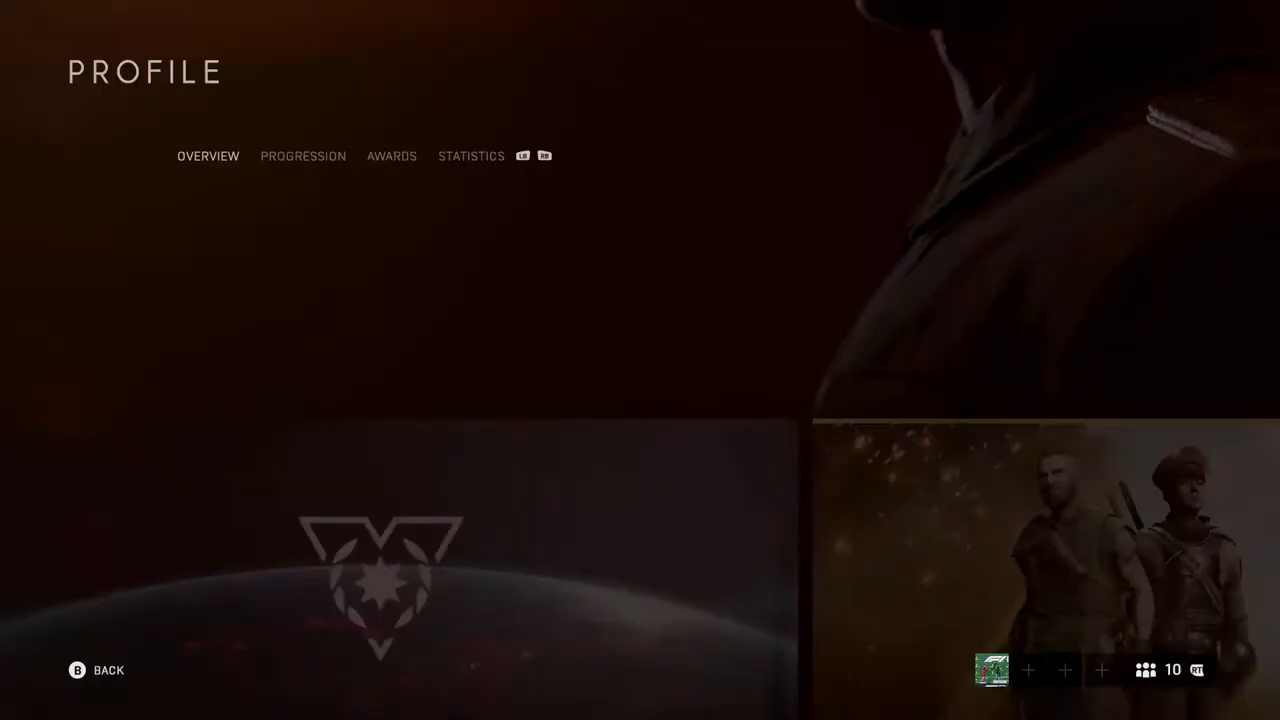 PROFILE
OVERVIEW PROGRESSION AWARDS STATISTICS LB RB
B BACK
10 RT